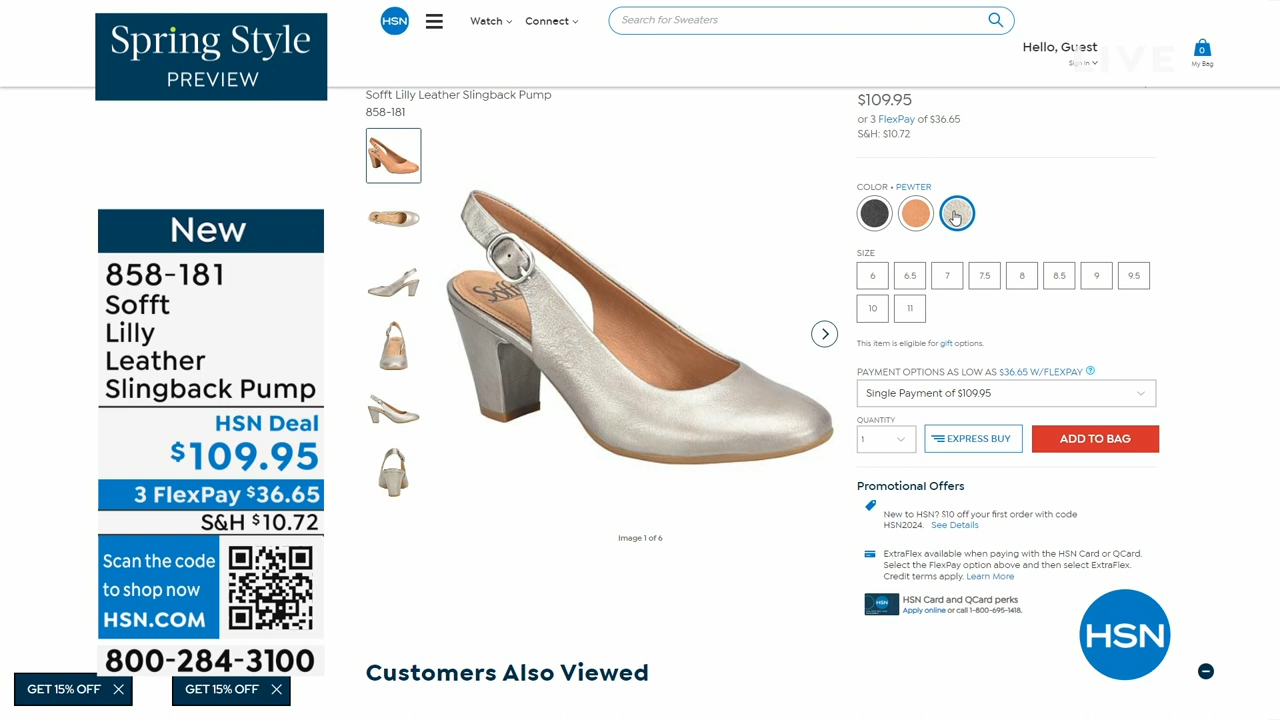 Spring Style
PREVIEW
HSN
Watch
Connect
Search for Sweaters
Hello, Guest
Sign In
LIVE
0
My Bag
Sofft Lilly Leather Slingback Pump
858-181
$109.95
or 3 FlexPay of $36.65
S&H: $10.72
COLOR • PEWTER
SIZE
6 6.5 7 7.5 8 8.5 9 9.5
10 11
This item is eligible for gift options.
PAYMENT OPTIONS AS LOW AS $36.65 W/FLEXPAY ?
Single Payment of $109.95
QUANTITY
1
EXPRESS BUY
ADD TO BAG
Promotional Offers
New to HSN? $10 off your first order with code
HSN2024. See Details
ExtraFlex available when paying with the HSN Card or QCard.
Select the FlexPay option above and then select ExtraFlex.
Credit terms apply. Learn More
HSN Card and QCard perks
Apply online or call 1-800-695-1418.
HSN
Sofft
Image 1 of 6
Customers Also Viewed
New
858-181
Sofft
Lilly
Leather
Slingback Pump
HSN Deal
$109.95
3 FlexPay $36.65
S&H $10.72
Scan the code
to shop now
HSN.COM
800-284-3100
GET 15% OFF
GET 15% OFF
HSN